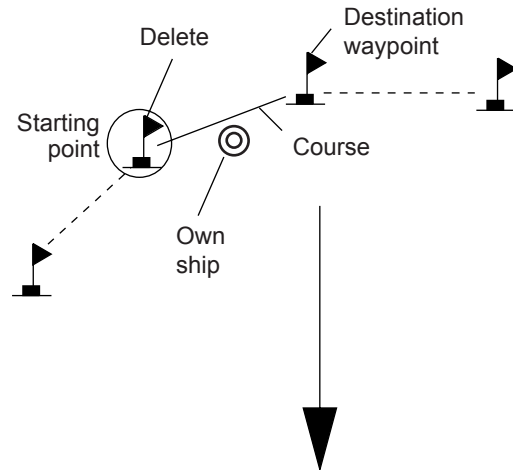 Destination
waypoint
Delete
Starting
point
Course
Own
ship